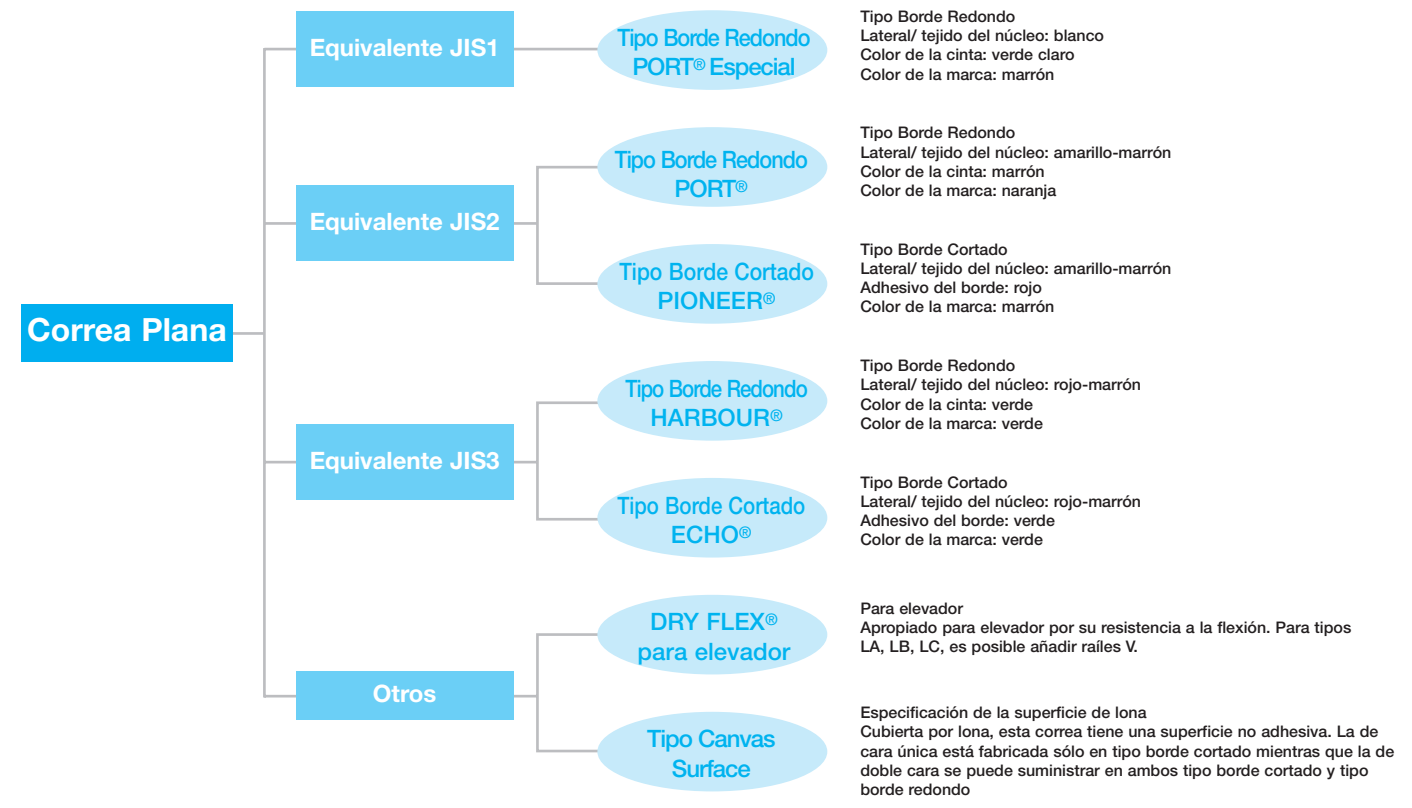 Correa Plana
Equivalente JIS1
Tipo Borde Redondo
PORT® Especial
Tipo Borde Redondo
Lateral/ tejido del núcleo: blanco
Color de la cinta: verde claro
Color de la marca: marrón
Equivalente JIS2
Tipo Borde Redondo
PORT®
Tipo Borde Redondo
Lateral/ tejido del núcleo: amarillo-marrón
Color de la cinta: marrón
Color de la marca: naranja
Tipo Borde Cortado
PIONEER®
Tipo Borde Cortado
Lateral/ tejido del núcleo: amarillo-marrón
Adhesivo del borde: rojo
Color de la marca: marrón
Equivalente JIS3
Tipo Borde Redondo
HARBOUR®
Tipo Borde Redondo
Lateral/ tejido del núcleo: rojo-marrón
Color de la cinta: verde
Color de la marca: verde
Tipo Borde Cortado
ECHO®
Tipo Borde Cortado
Lateral/ tejido del núcleo: rojo-marrón
Adhesivo del borde: verde
Color de la marca: verde
Otros
DRY FLEX®
para elevador
Para elevador
Apropiado para elevador por su resistencia a la flexión. Para tipos
LA, LB, LC, es posible añadir raíles V.
Tipo Canvas
Surface
Especificación de la superficie de lona
Cubierta por lona, esta correa tiene una superficie no adhesiva. La de
cara única está fabricada sólo en tipo borde cortado mientras que la de
doble cara se puede suministrar en ambos tipo borde cortado y tipo
borde redondo